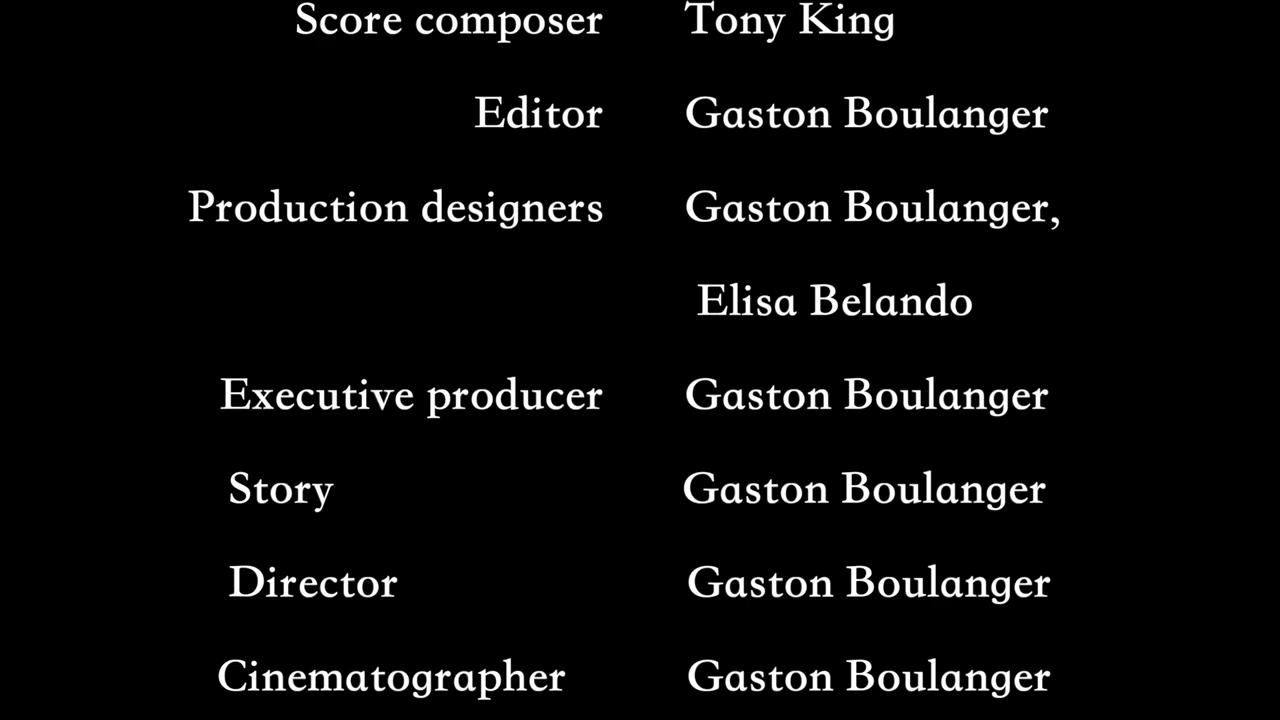 Score composer Tony King
Editor Gaston Boulanger
Production designers Gaston Boulanger,
Elisa Belando
Executive producer Gaston Boulanger
Story Gaston Boulanger
Director Gaston Boulanger
Cinematographer Gaston Boulanger